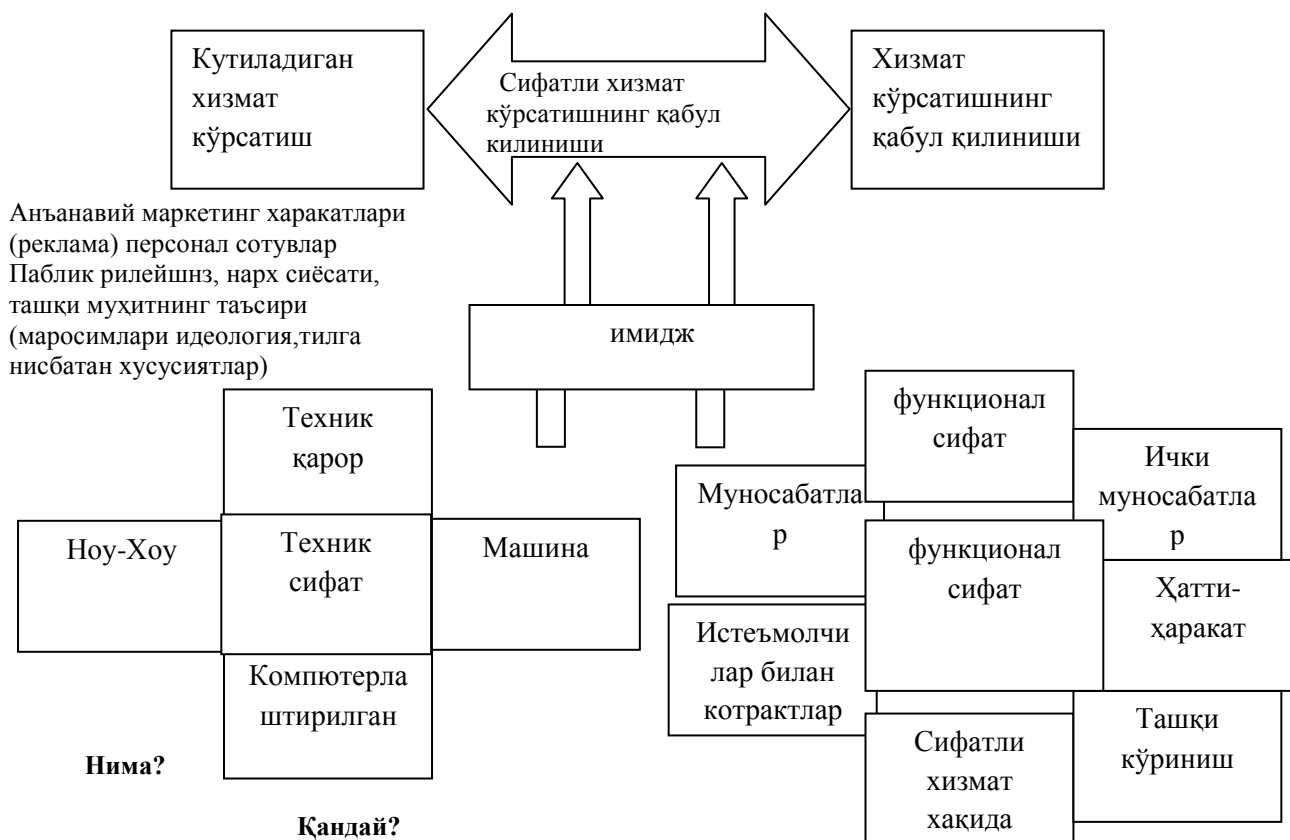 Кутиладиган
хизмат
кўрсатиш
Сифатли хизмат
кўрсатишнинг қабул
килиниши
Хизмат
кўрсатишнинг
қабул қилиниши
Анъанавий маркетинг харакатлари
(реклама) персонал сотувлар
Паблик рилейшнз, нарх сиёсати,
ташқи муҳитнинг таъсири
(маросимлари идеология,тилга
нисбатан хусусиятлар)
имидж
Техник
қарор
Ноу-Хоу
Техник
сифат
Машина
Компютерла
штирилган
функционал
сифат
Муносабатла
р
Ички
муносабатла
р
функционал
сифат
Ҳатти-
ҳаракат
Истеъмолчи
лар билан
котрактлар
Сифатли
хизмат
хақида
Ташқи
кўриниш
Нима?
Қандай?